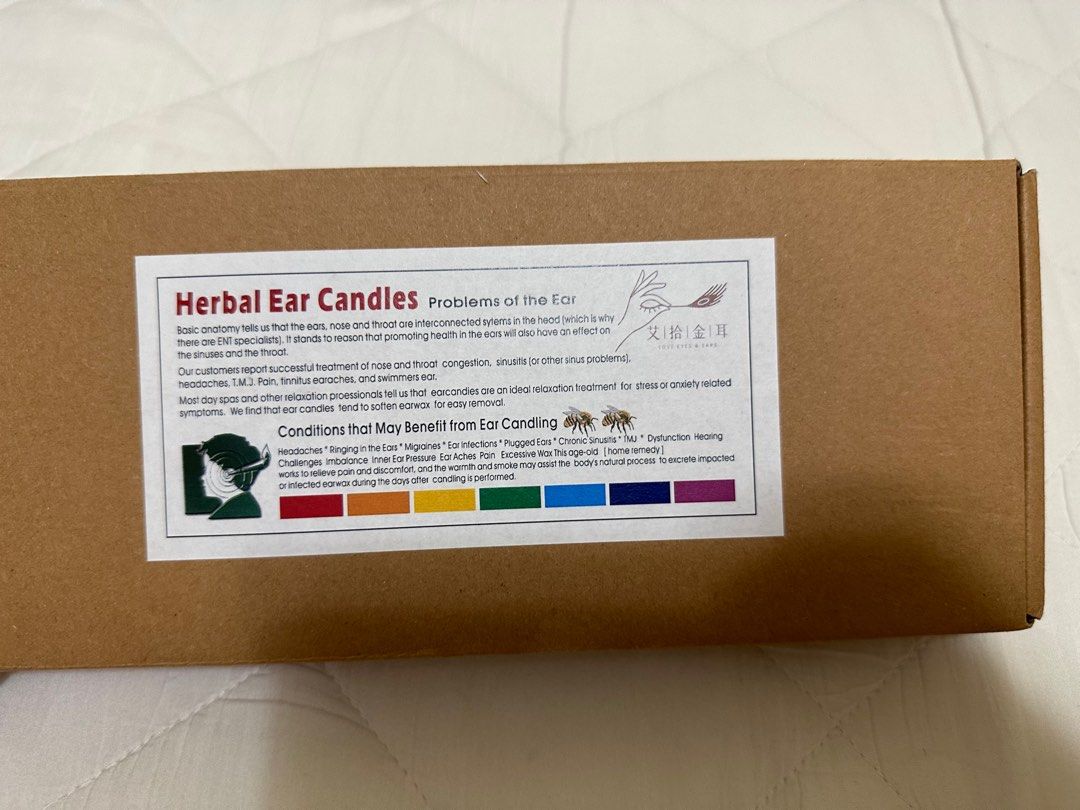 Herbal Ear Candles Problems of the Ear
Basic anatomy tells us that the ears, nose and throat are interconnected sytems in the head (which is why
there are ENT specialists). It stands to reason that promoting health in the ears will also have an effect on
the sinuses and the throat.
艾|拾|金|耳
LOVE EYES & EARS
Our customers report successful treatment of nose and throat congestion, sinusitis (or other sinus problems),
headaches, T.M.J. Pain, tinnitus earaches, and swimmers ear.
Most day spas and other relaxation proessionals tell us that earcandles are an ideal relaxation treatment for stress or anxiety related
symptoms. We find that ear candles tend to soften earwax for easy removal.
Conditions that May Benefit from Ear Candling
Headaches * Ringing in the Ears * Migraines * Ear Infections * Plugged Ears * Chronic Sinusitis * TMJ * Dysfunction Hearing
Challenges Imbalance Inner Ear Pressure Ear Aches Pain Excessive Wax This age-old [home remedy]
works to relieve pain and discomfort, and the warmth and smoke may assist the body's natural process to excrete impacted
or infected earwax during the days after candling is performed.